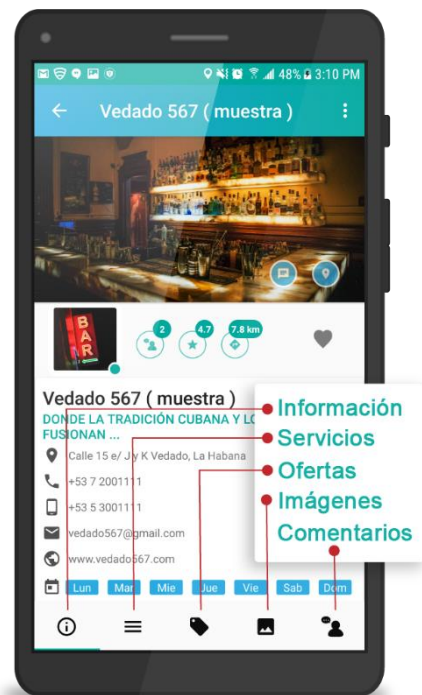 48% 3:10 PM
Vedado 567 ( muestra )
BAR
2
4.7
7.8 km
Vedado 567 ( muestra )
DONDE LA TRADICIÓN CUBANA Y LO
FUSIONAN ...
Calle 15 e/ J y K Vedado, La Habana
+53 7 2001111
+53 5 3001111
vedado567@gmail.com
www.vedado567.com
Lun Mar Mie Jue Vie Sab Dom
Información
Servicios
Ofertas
Imágenes
Comentarios